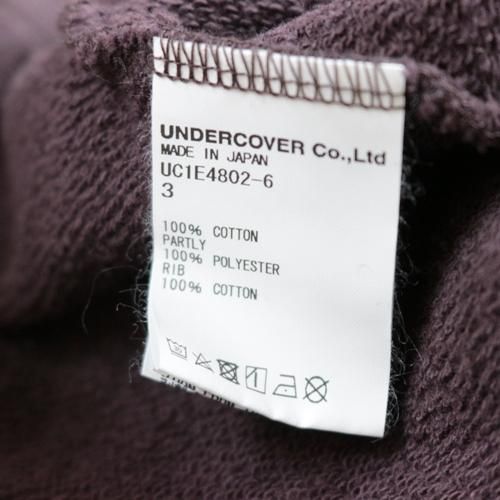 UNDERCOVER Co.,Ltd
MADE IN JAPAN
UC1E4802-6
3
100% COTTON
PARTLY
100% POLYESTER
RIB
100% COTTON